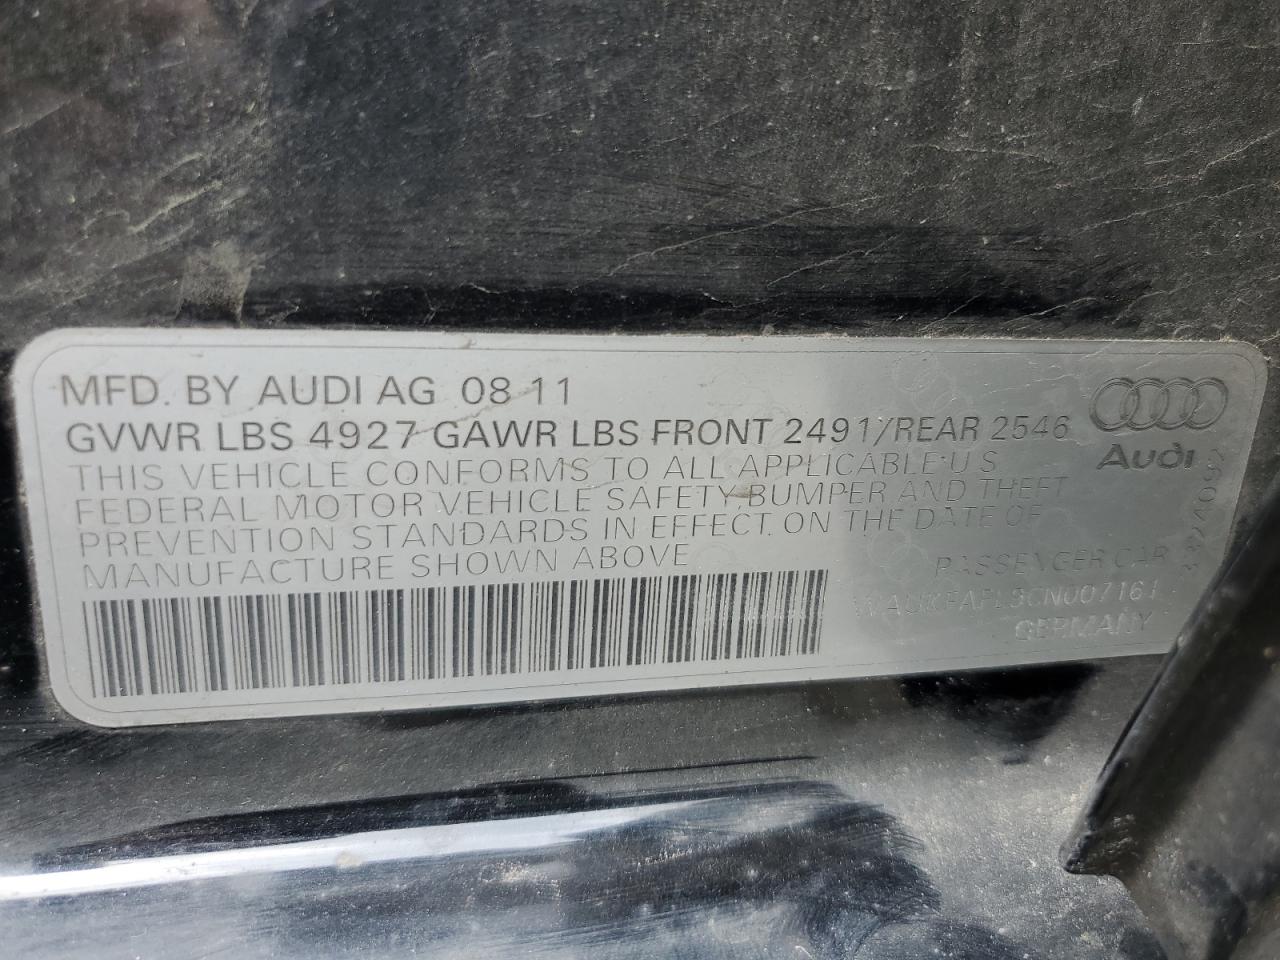 MFD. BY AUDI AG 08 11
GVWR LBS 4927 GAWR LBS FRONT 2491/REAR 2546
Audi
THIS VEHICLE CONFORMS TO ALL APPLICABLE U S
FEDERAL MOTOR VEHICLE SAFETY, BUMPER AND THEFT
PREVENTION STANDARDS IN EFFECT ON THE DATE OF
MANUFACTURE SHOWN ABOVE
PASSENGER CAR
GERMANY